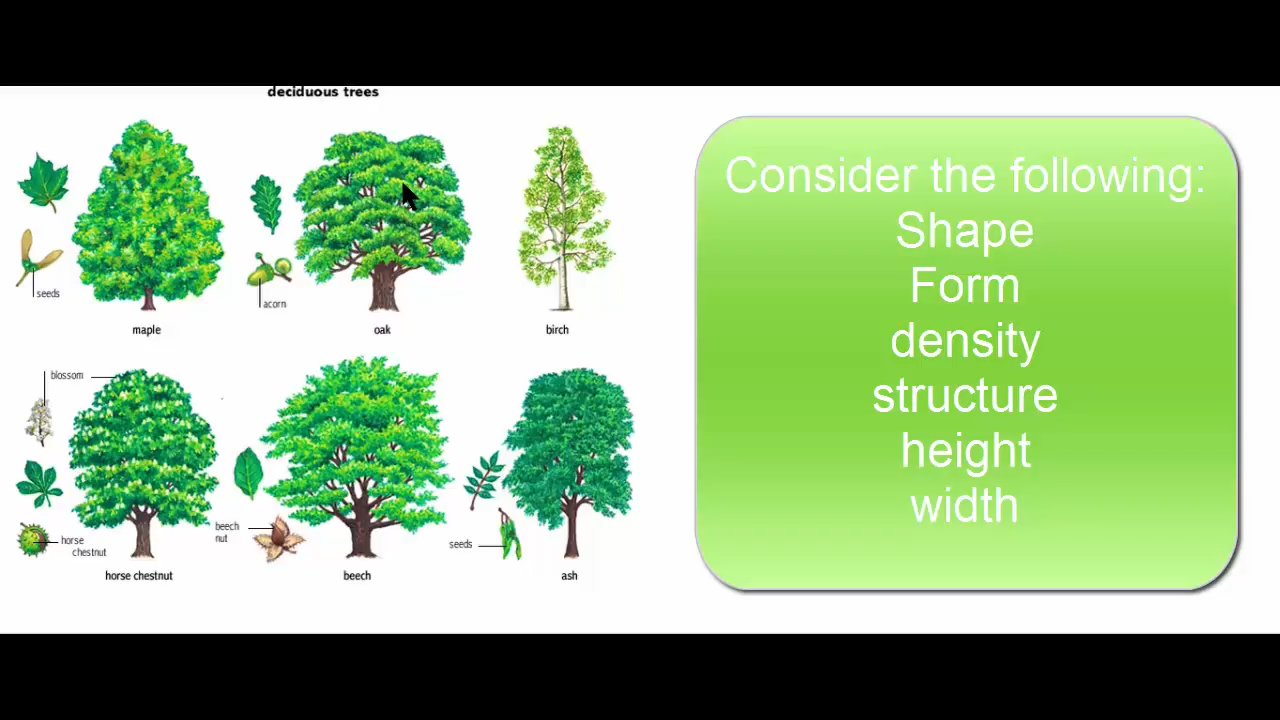 deciduous trees
seeds
maple
acorn
oak
birch
blossom
horse
chestnut
horse chestnut
beech
nut
beech
seeds
ash
Consider the following:
Shape
Form
density
structure
height
width